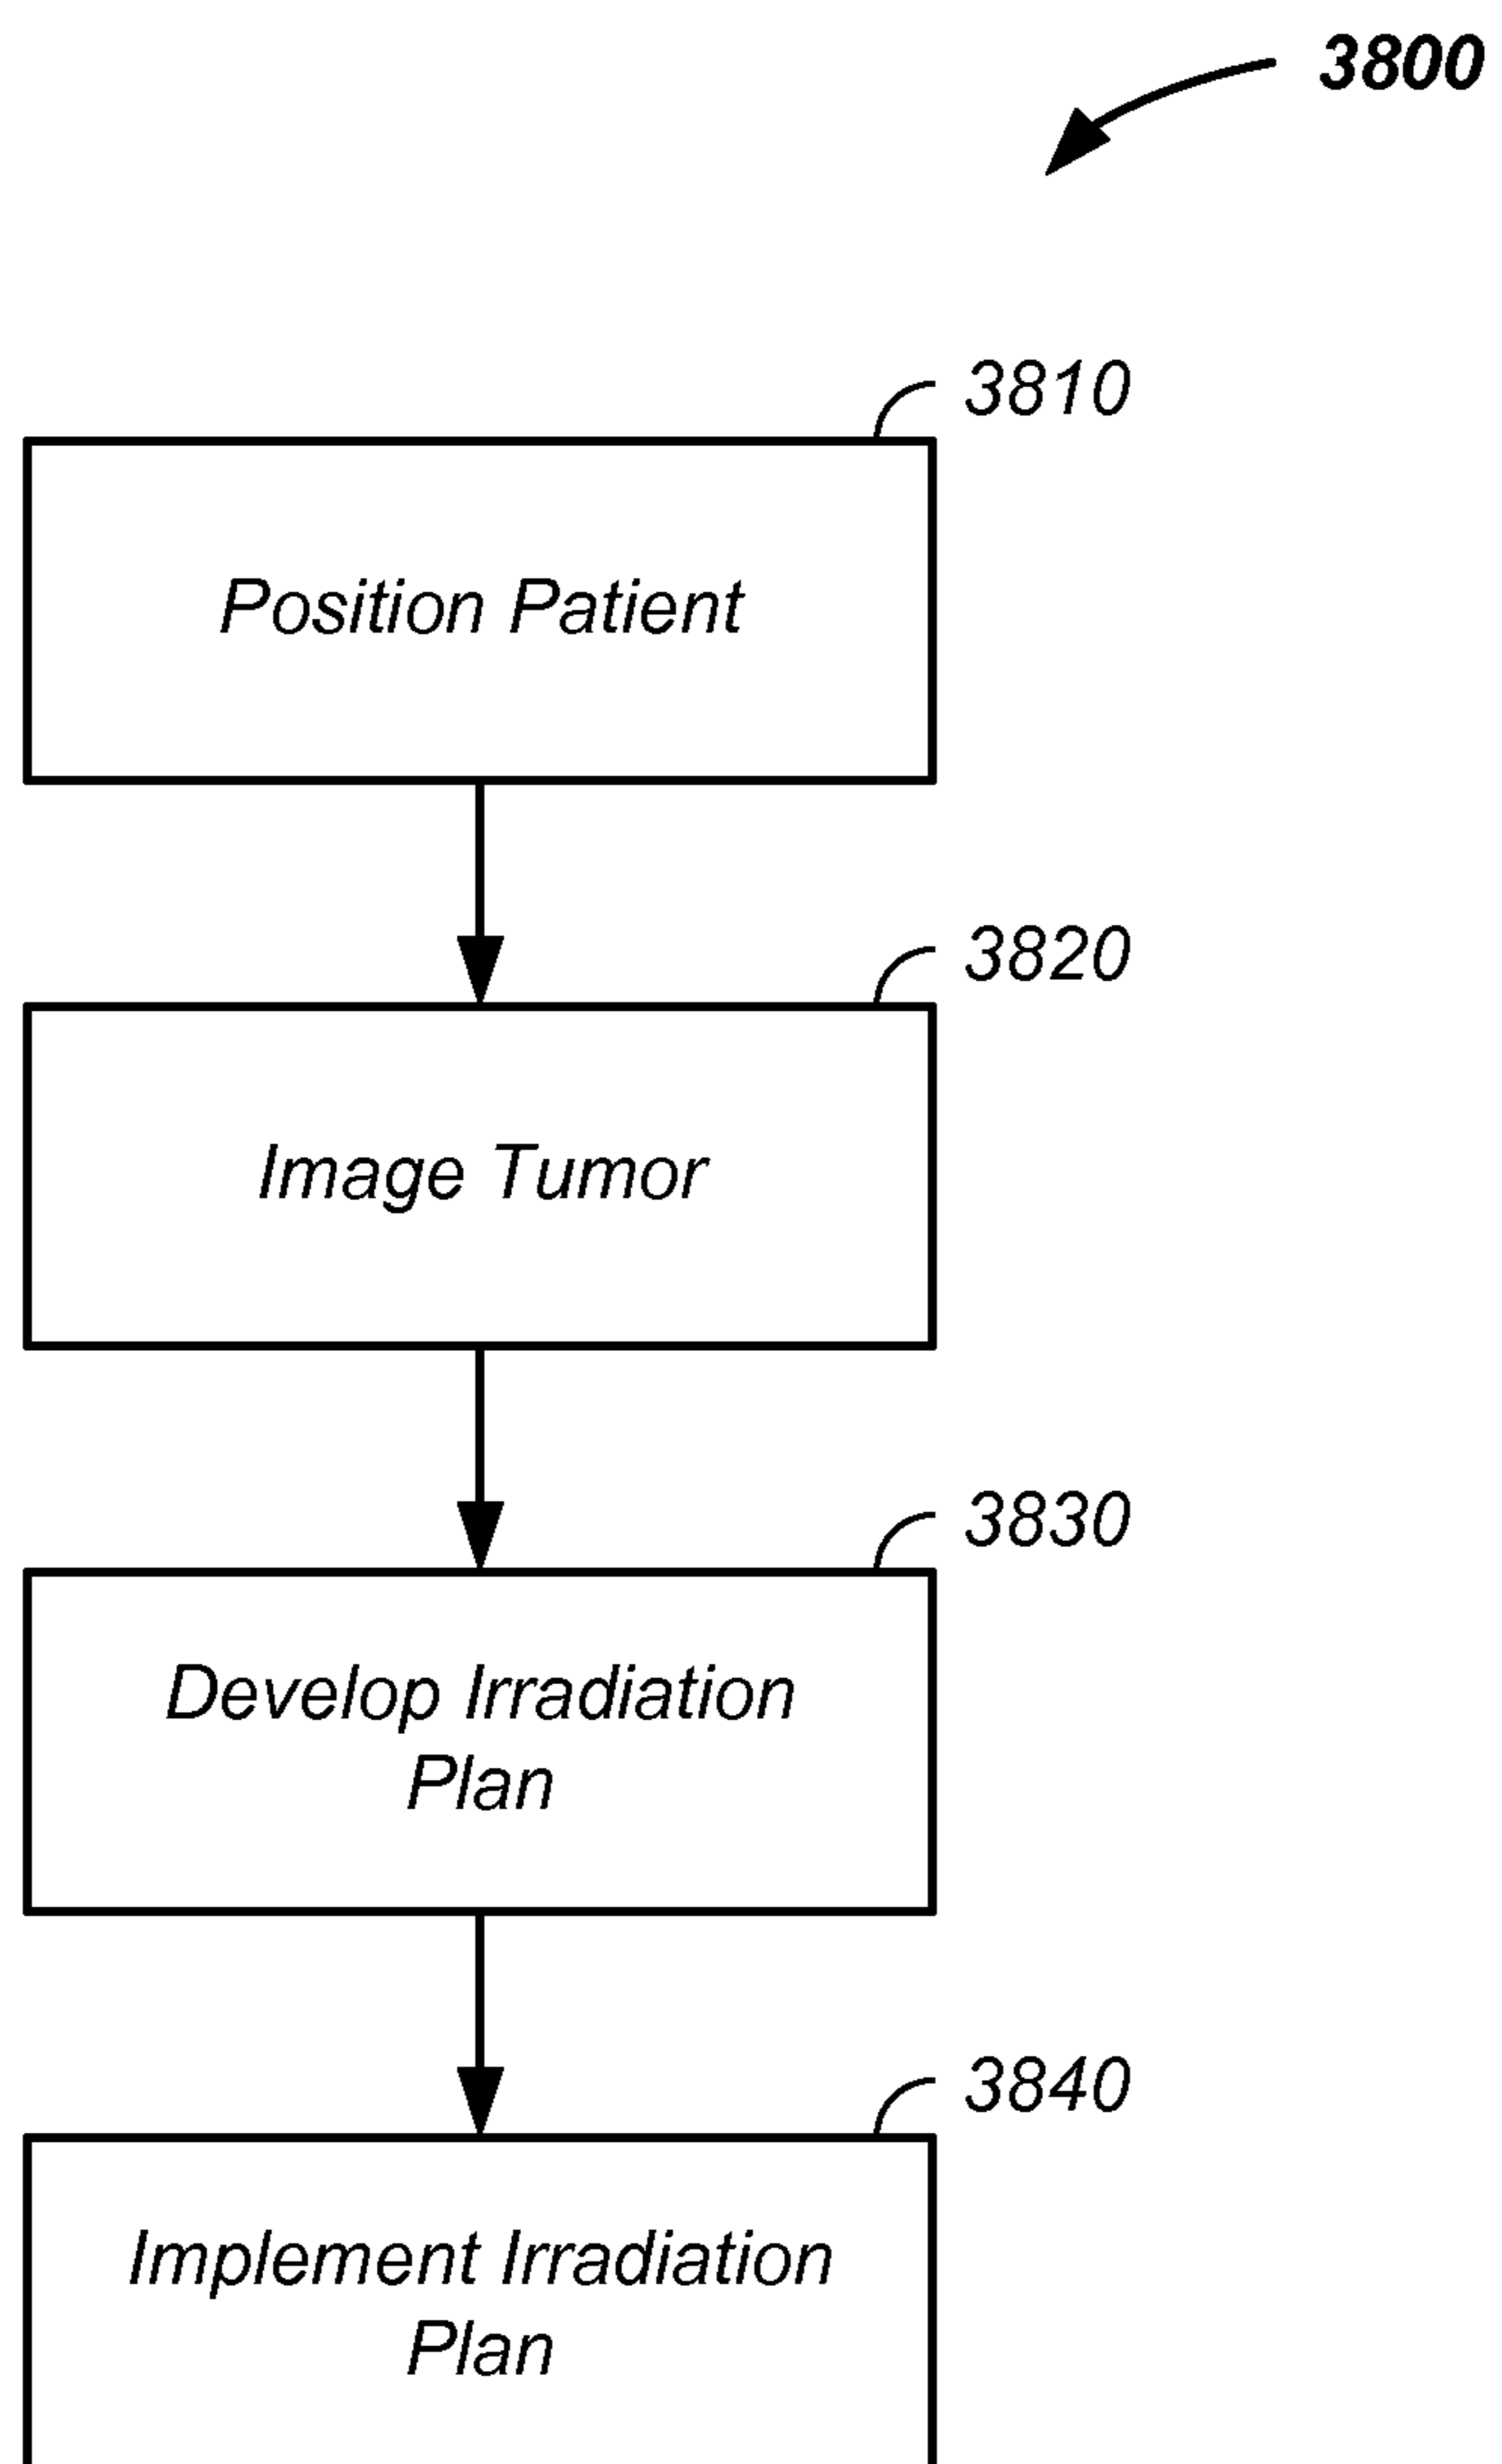 3800
3810
Position Patient
3820
Image Tumor
3830
Develop Irradiation
Plan
3840
Implement Irradiation
Plan